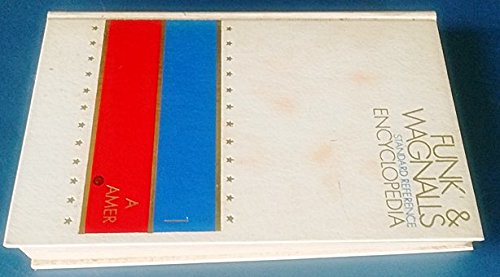 FUNK &
WAGNALLS
STANDARD REFERENCE
ENCYCLOPEDIA
1
A
AMER